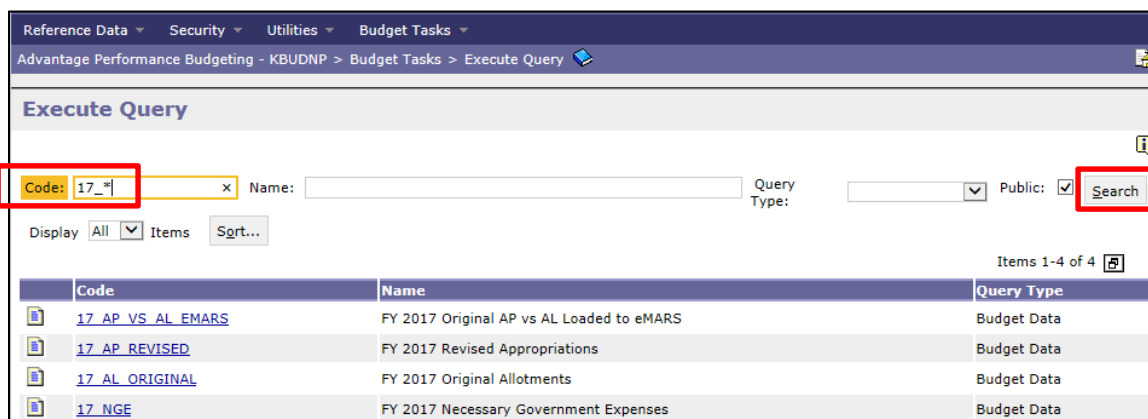 Reference Data Security Utilities Budget Tasks
Advantage Performance Budgeting - KBUDNP > Budget Tasks > Execute Query
Execute Query
Code: 17_* x Name: Query Type: Public: Search
Display All Items Sort...
Items 1-4 of 4
Code Name Query Type
17_AP_VS_AL_EMARS FY 2017 Original AP vs AL Loaded to eMARS Budget Data
17_AP_REVISED FY 2017 Revised Appropriations Budget Data
17_AL_ORIGINAL FY 2017 Original Allotments Budget Data
17_NGE FY 2017 Necessary Government Expenses Budget Data